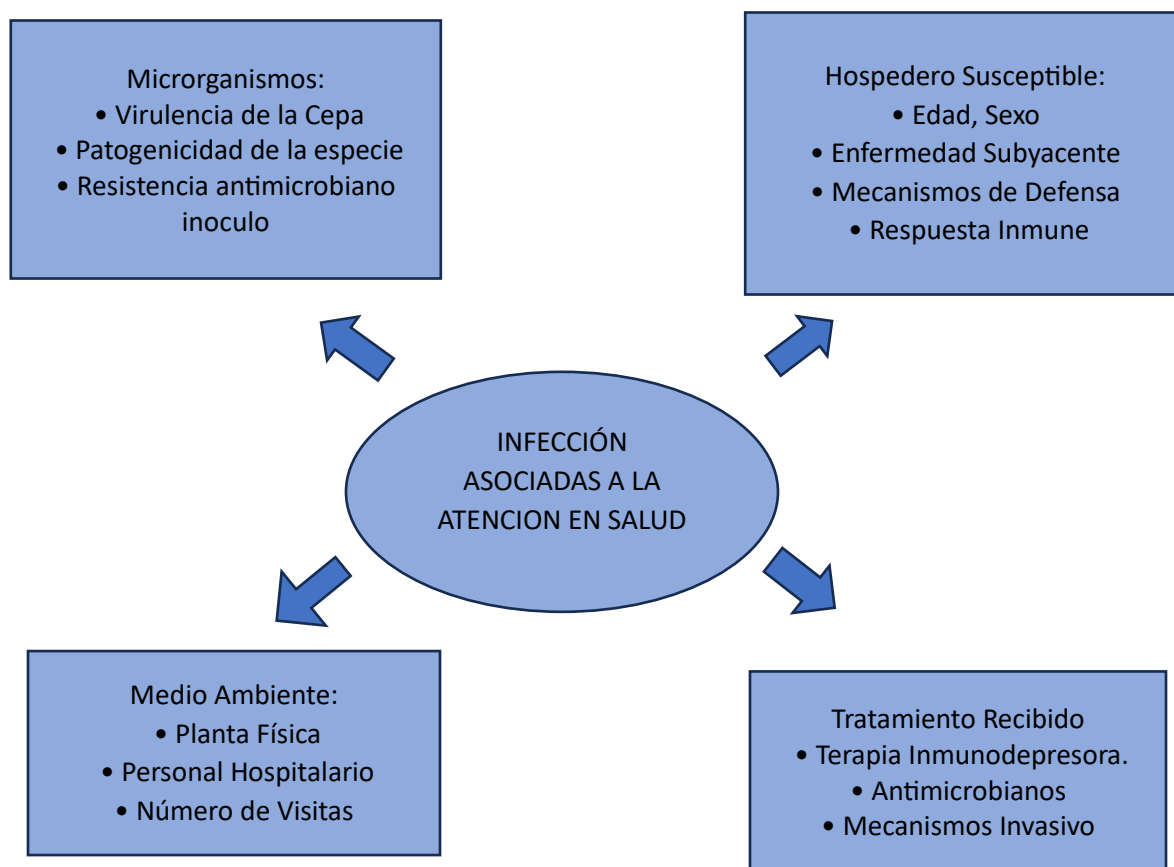 Microrganismos:
• Virulencia de la Cepa
• Patogenicidad de la especie
• Resistencia antimicrobiano
inoculo
Hospedero Susceptible:
• Edad, Sexo
• Enfermedad Subyacente
• Mecanismos de Defensa
• Respuesta Inmune
INFECCIÓN
ASOCIADAS A LA
ATENCION EN SALUD
Medio Ambiente:
• Planta Física
• Personal Hospitalario
• Número de Visitas
Tratamiento Recibido
• Terapia Inmunodepresora.
• Antimicrobianos
• Mecanismos Invasivo